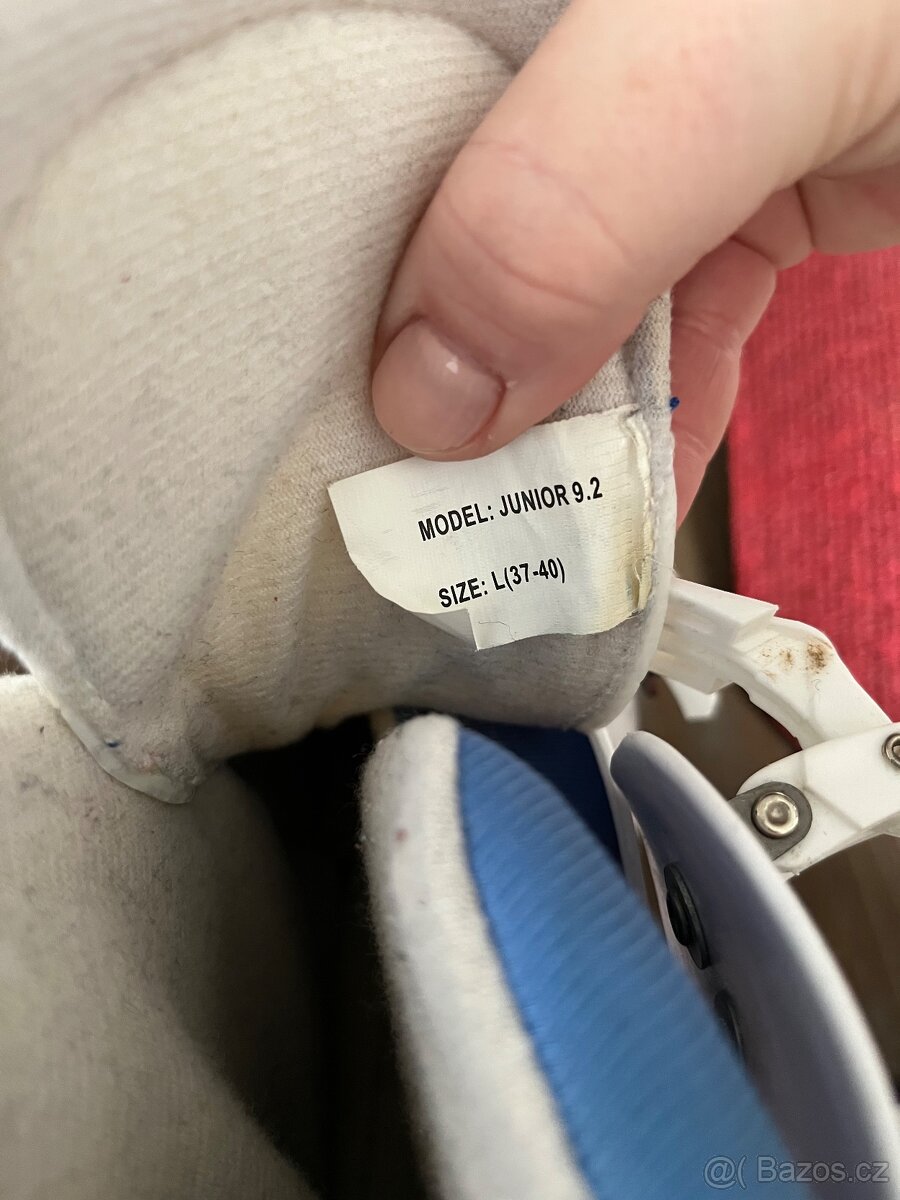 MODEL: JUNIOR 9.2
SIZE: L(37-40)
@( Bazos.cz